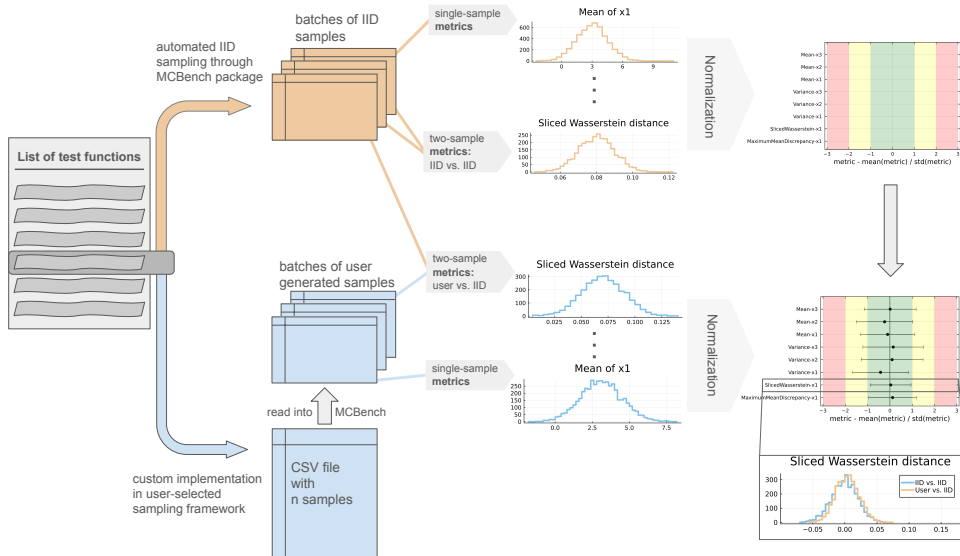 List of test functions
automated IID
sampling through
MCBench package
batches of IID
samples
single-sample
metrics
Mean of x1
600
400
200
0
0 3 6 9
two-sample
metrics:
IID vs. IID
Sliced Wasserstein distance
250
200
150
100
50
0
0.06 0.08 0.10 0.12
Normalization
Mean-x3
Mean-x2
Mean-x1
Variance-x3
Variance-x2
Variance-x1
SlicedWasserstein-x1
MaximumMeanDiscrepancy-x1
−3 −2 −1 0 1 2 3
metric - mean(metric) / std(metric)
batches of user
generated samples
two-sample
metrics:
user vs. IID
Sliced Wasserstein distance
300
200
100
0
0.025 0.050 0.075 0.100 0.125
single-sample
metrics
Mean of x1
250
200
150
100
50
0
0.0 2.5 5.0 7.5
Normalization
Mean-x3
Mean-x2
Mean-x1
Variance-x3
Variance-x2
Variance-x1
SlicedWasserstein-x1
MaximumMeanDiscrepancy-x1
−3 −2 −1 0 1 2 3
metric - mean(metric) / std(metric)
read into MCBench
custom implementation
in user-selected
sampling framework
CSV file
with
n samples
Sliced Wasserstein distance
300
200
100
0
−0.05 0.00 0.05 0.10 0.15
IID vs. IID
User vs. IID